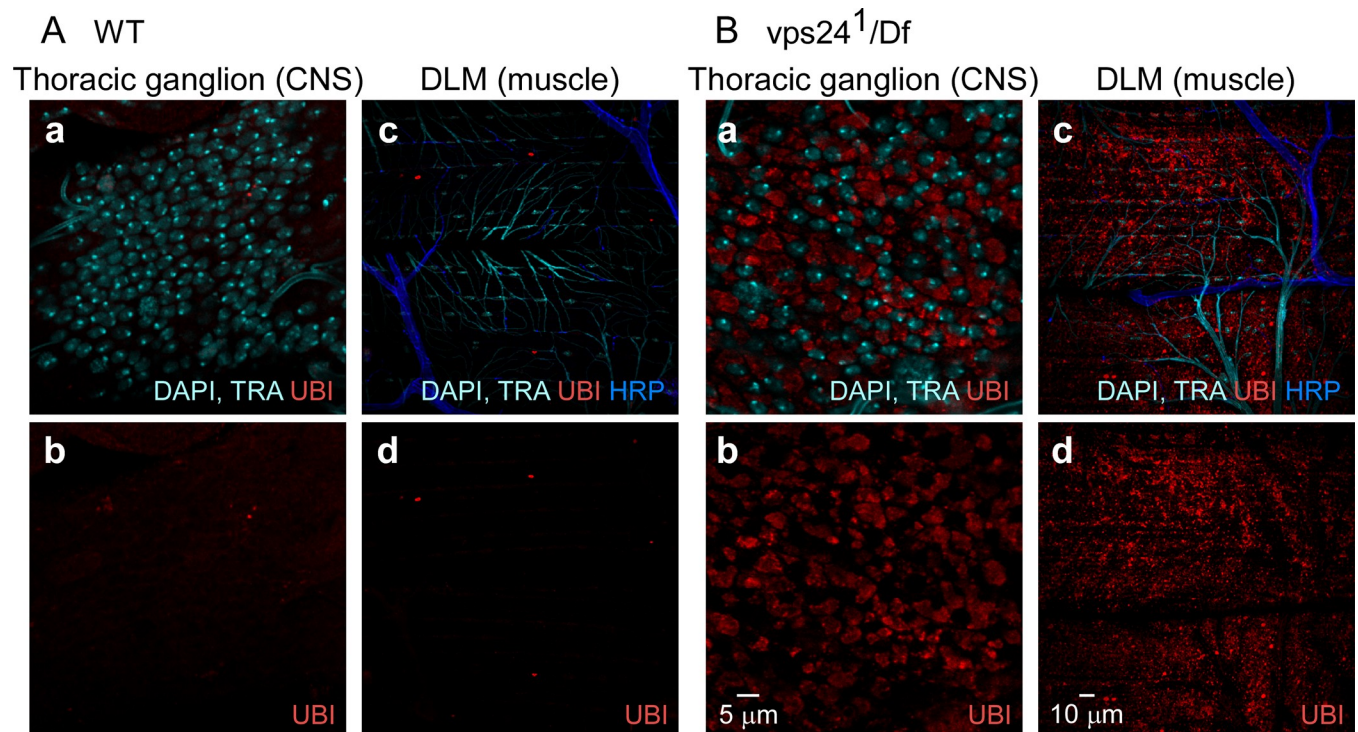 A WT
Thoracic ganglion (CNS) DLM (muscle)
a
DAPI, TRA UBI
c
DAPI, TRA UBI HRP
b
UBI
d
UBI
B vps24¹/Df
Thoracic ganglion (CNS) DLM (muscle)
a
DAPI, TRA UBI
c
DAPI, TRA UBI HRP
b
5 μm
UBI
d
10 μm
UBI